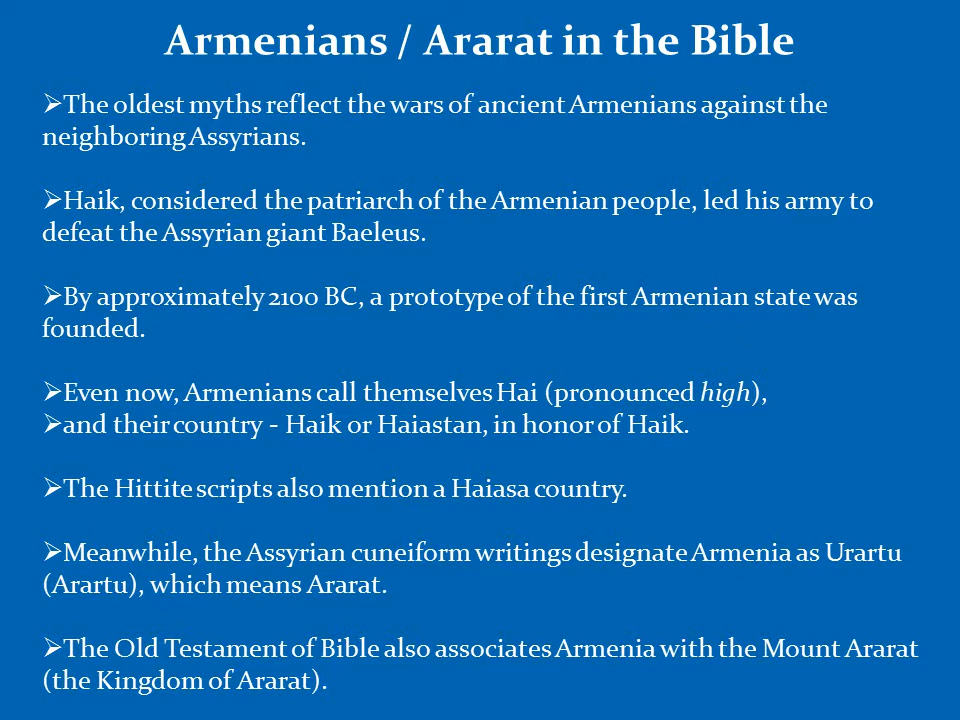 Armenians / Ararat in the Bible
➢The oldest myths reflect the wars of ancient Armenians against the
neighboring Assyrians.
➢Haik, considered the patriarch of the Armenian people, led his army to
defeat the Assyrian giant Baeleus.
➢By approximately 2100 BC, a prototype of the first Armenian state was
founded.
➢Even now, Armenians call themselves Hai (pronounced high),
➢and their country - Haik or Haiastan, in honor of Haik.
➢The Hittite scripts also mention a Haiasa country.
➢Meanwhile, the Assyrian cuneiform writings designate Armenia as Urartu
(Arartu), which means Ararat.
➢The Old Testament of Bible also associates Armenia with the Mount Ararat
(the Kingdom of Ararat).